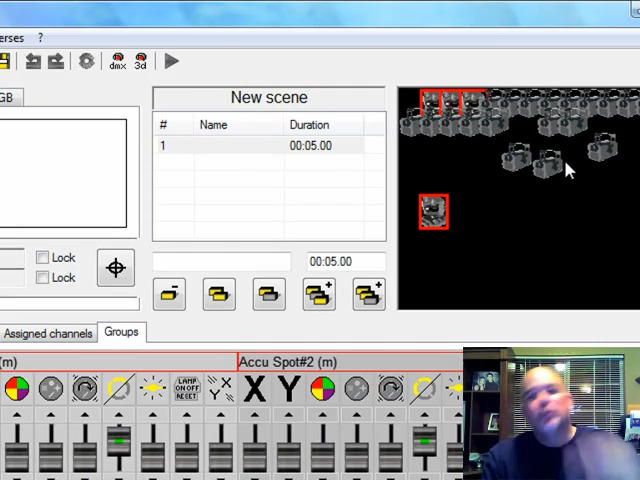 erses ?
dmx 3d
GB
New scene
# Name Duration
1 00:05.00
Lock
Lock
00:05.00
Assigned channels Groups
(m) Accu Spot#2 (m)
LAMP
ON OFF
RESET
Y X
X Y